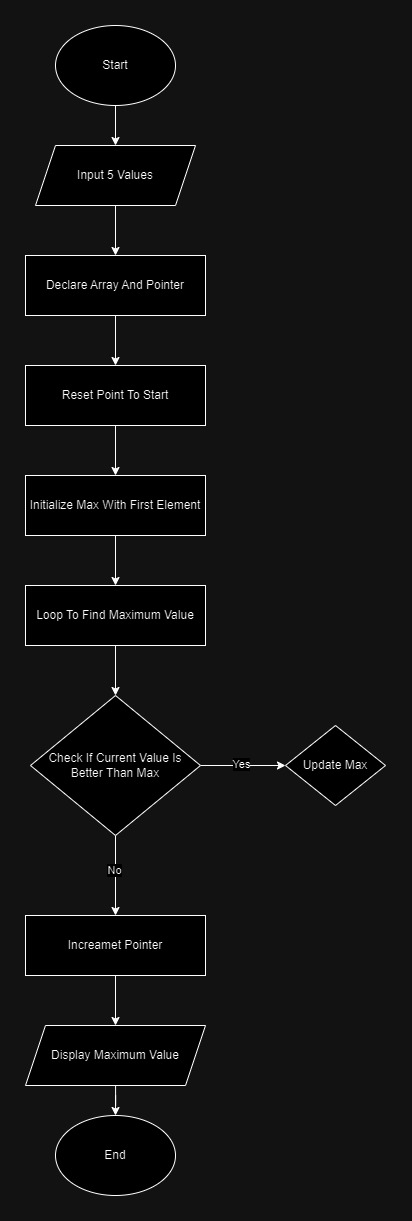 Start
Input 5 Values
Declare Array And Pointer
Reset Point To Start
Initialize Max With First Element
Loop To Find Maximum Value
Check If Current Value Is
Better Than Max
Yes
Update Max
No
Increamet Pointer
Display Maximum Value
End